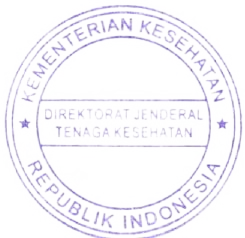 KEMENTERIAN KESEHATAN
DIREKTORAT JENDERAL
TENAGA KESEHATAN
REPUBLIK INDONESIA